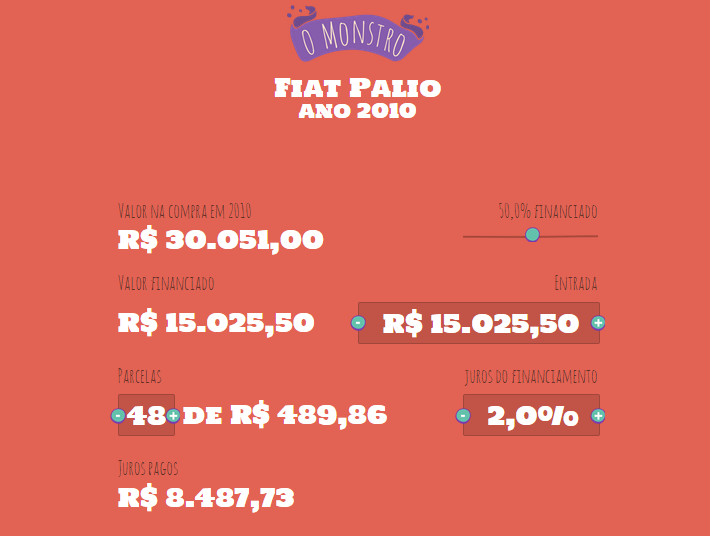 O MONSTRO
FIAT PALIO
ANO 2010
VALOR NA COMPRA EM 2010
50,0% FINANCIADO
R$ 30.051,00
VALOR FINANCIADO
ENTRADA
R$ 15.025,50
- R$ 15.025,50 +
PARCELAS
JUROS DO FINANCIAMENTO
- 48 + DE R$ 489,86
- 2,0% +
JUROS PAGOS
R$ 8.487,73